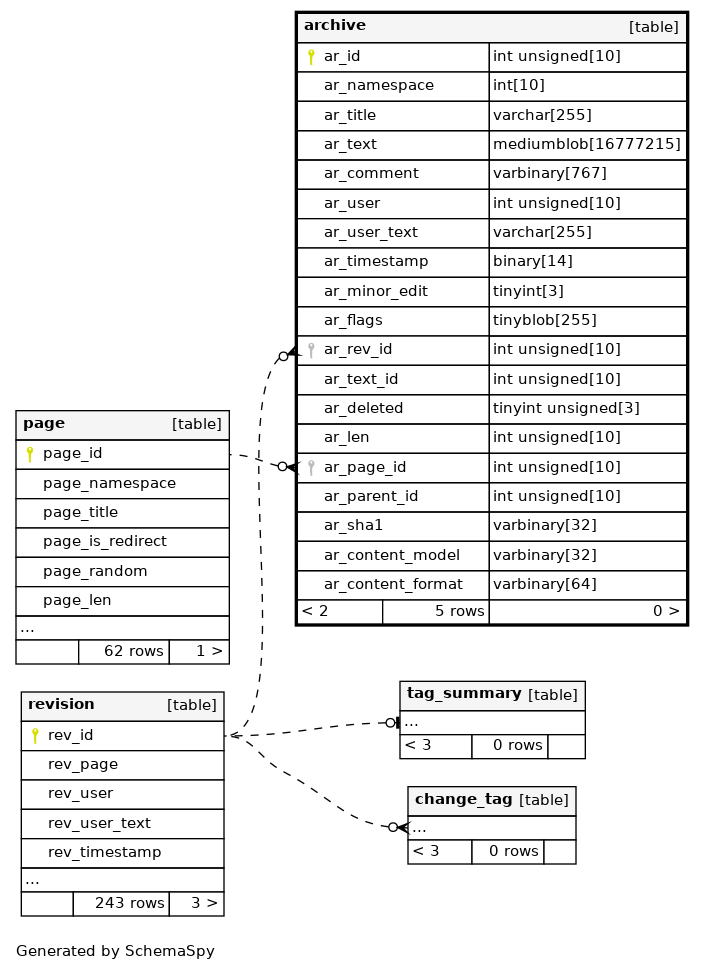 archive [table]
ar_id int unsigned[10]
ar_namespace int[10]
ar_title varchar[255]
ar_text mediumblob[16777215]
ar_comment varbinary[767]
ar_user int unsigned[10]
ar_user_text varchar[255]
ar_timestamp binary[14]
ar_minor_edit tinyint[3]
ar_flags tinyblob[255]
ar_rev_id int unsigned[10]
ar_text_id int unsigned[10]
ar_deleted tinyint unsigned[3]
ar_len int unsigned[10]
ar_page_id int unsigned[10]
ar_parent_id int unsigned[10]
ar_sha1 varbinary[32]
ar_content_model varbinary[32]
ar_content_format varbinary[64]
< 2 5 rows 0 >
page [table]
page_id
page_namespace
page_title
page_is_redirect
page_random
page_len
...
62 rows 1 >
revision [table]
rev_id
rev_page
rev_user
rev_user_text
rev_timestamp
...
243 rows 3 >
tag_summary [table]
...
< 3 0 rows
change_tag [table]
...
< 3 0 rows
Generated by SchemaSpy